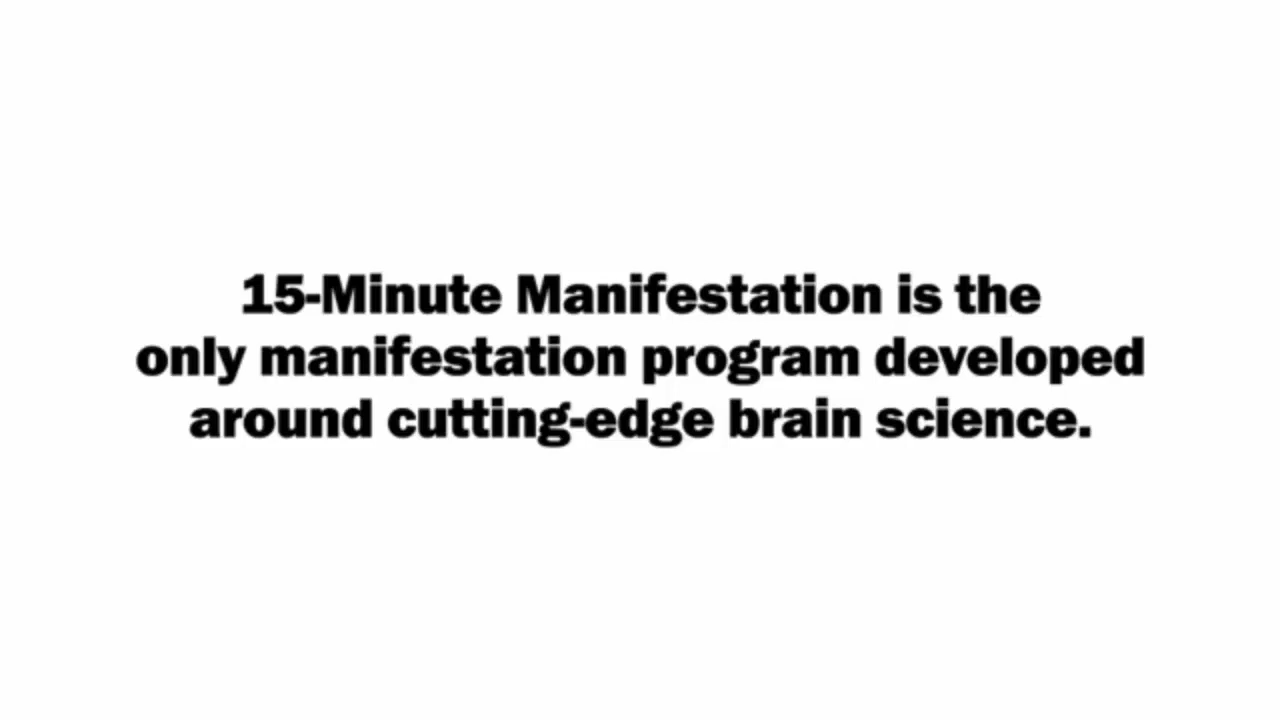 15-Minute Manifestation is the
only manifestation program developed
around cutting-edge brain science.